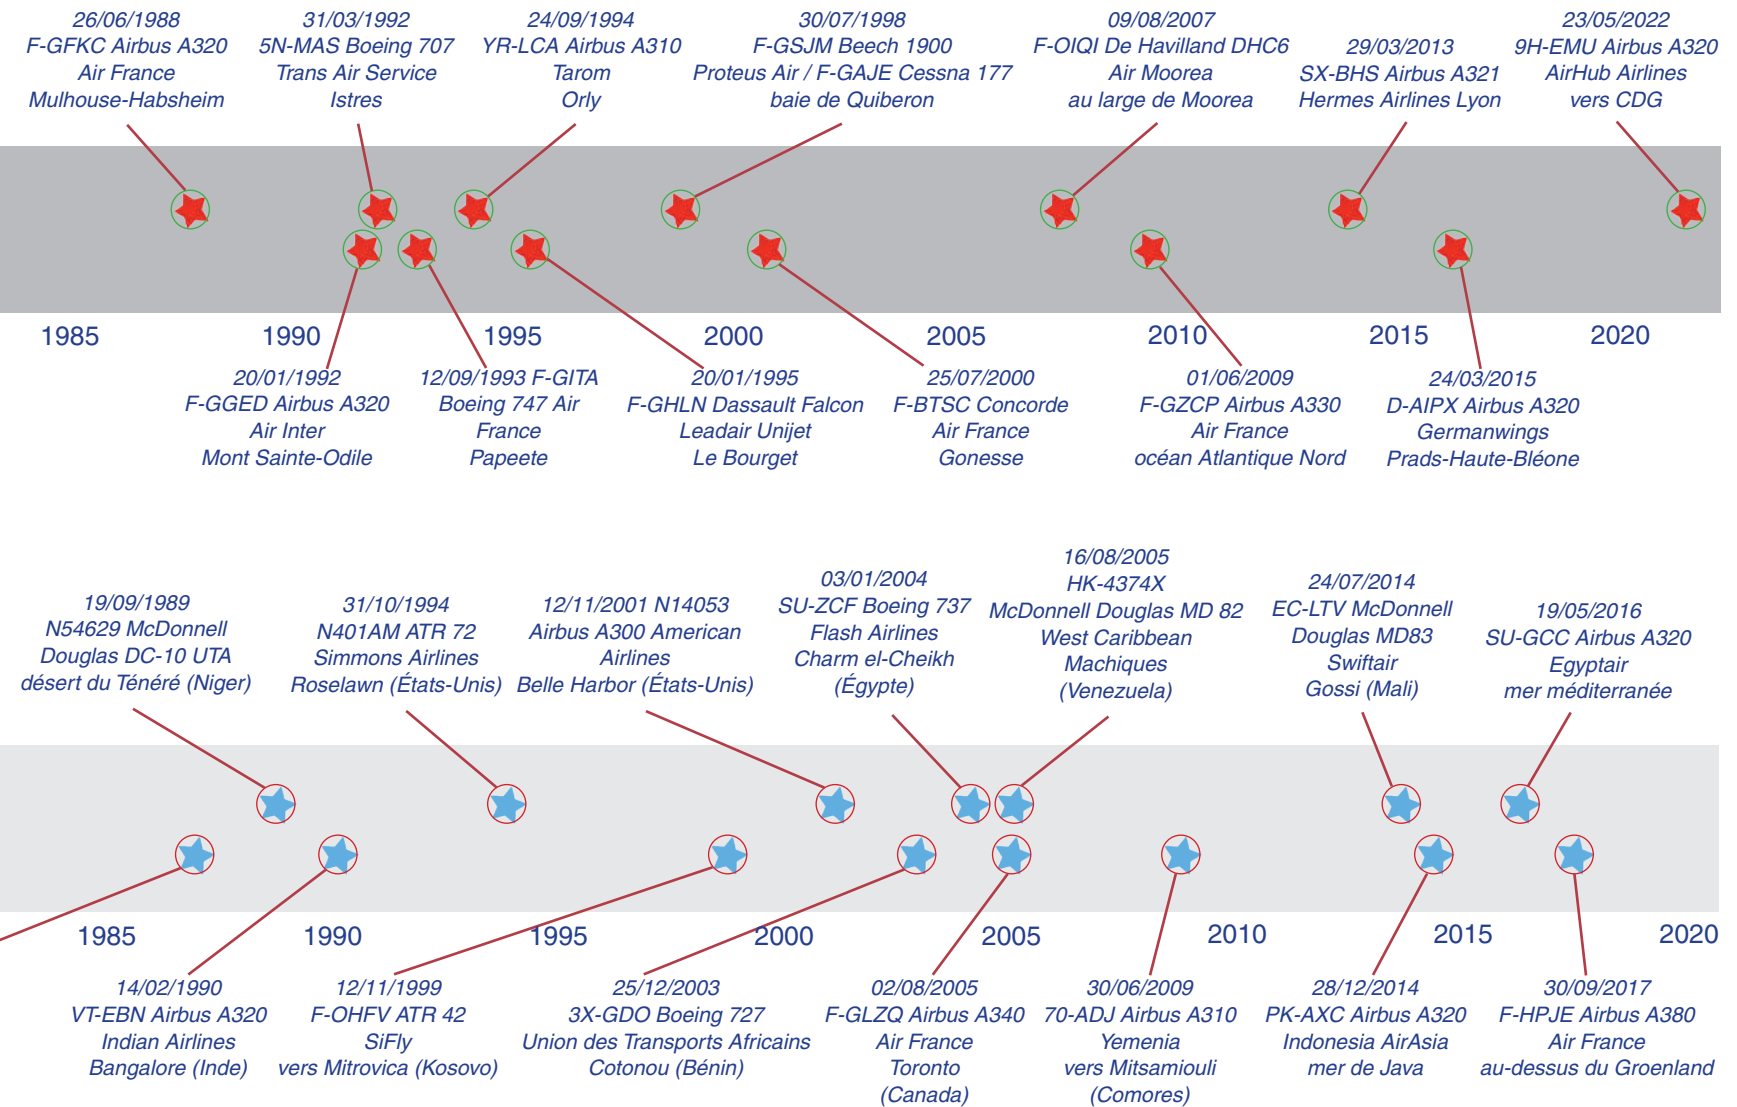 26/06/1988
F-GFKC Airbus A320
Air France
Mulhouse-Habsheim
31/03/1992
5N-MAS Boeing 707
Trans Air Service
Istres
24/09/1994
YR-LCA Airbus A310
Tarom
Orly
30/07/1998
F-GSJM Beech 1900
Proteus Air / F-GAJE Cessna 177
baie de Quiberon
09/08/2007
F-OIQI De Havilland DHC6
Air Moorea
au large de Moorea
29/03/2013
SX-BHS Airbus A321
Hermes Airlines Lyon
23/05/2022
9H-EMU Airbus A320
AirHub Airlines
vers CDG
1985 1990 1995 2000 2005 2010 2015 2020
20/01/1992
F-GGED Airbus A320
Air Inter
Mont Sainte-Odile
12/09/1993 F-GITA
Boeing 747 Air
France
Papeete
20/01/1995
F-GHLN Dassault Falcon
Leadair Unijet
Le Bourget
25/07/2000
F-BTSC Concorde
Air France
Gonesse
01/06/2009
F-GZCP Airbus A330
Air France
océan Atlantique Nord
24/03/2015
D-AIPX Airbus A320
Germanwings
Prads-Haute-Bléone
19/09/1989
N54629 McDonnell
Douglas DC-10 UTA
désert du Ténéré (Niger)
31/10/1994
N401AM ATR 72
Simmons Airlines
Roselawn (États-Unis)
12/11/2001 N14053
Airbus A300 American
Airlines
Belle Harbor (États-Unis)
03/01/2004
SU-ZCF Boeing 737
Flash Airlines
Charm el-Cheikh
(Égypte)
16/08/2005
HK-4374X
McDonnell Douglas MD 82
West Caribbean
Machiques
(Venezuela)
24/07/2014
EC-LTV McDonnell
Douglas MD83
Swiftair
Gossi (Mali)
19/05/2016
SU-GCC Airbus A320
Egyptair
mer méditerranée
1985 1990 1995 2000 2005 2010 2015 2020
14/02/1990
VT-EBN Airbus A320
Indian Airlines
Bangalore (Inde)
12/11/1999
F-OHFV ATR 42
SiFly
vers Mitrovica (Kosovo)
25/12/2003
3X-GDO Boeing 727
Union des Transports Africains
Cotonou (Bénin)
02/08/2005
F-GLZQ Airbus A340
Air France
Toronto
(Canada)
30/06/2009
70-ADJ Airbus A310
Yemenia
vers Mitsamiouli
(Comores)
28/12/2014
PK-AXC Airbus A320
Indonesia AirAsia
mer de Java
30/09/2017
F-HPJE Airbus A380
Air France
au-dessus du Groenland